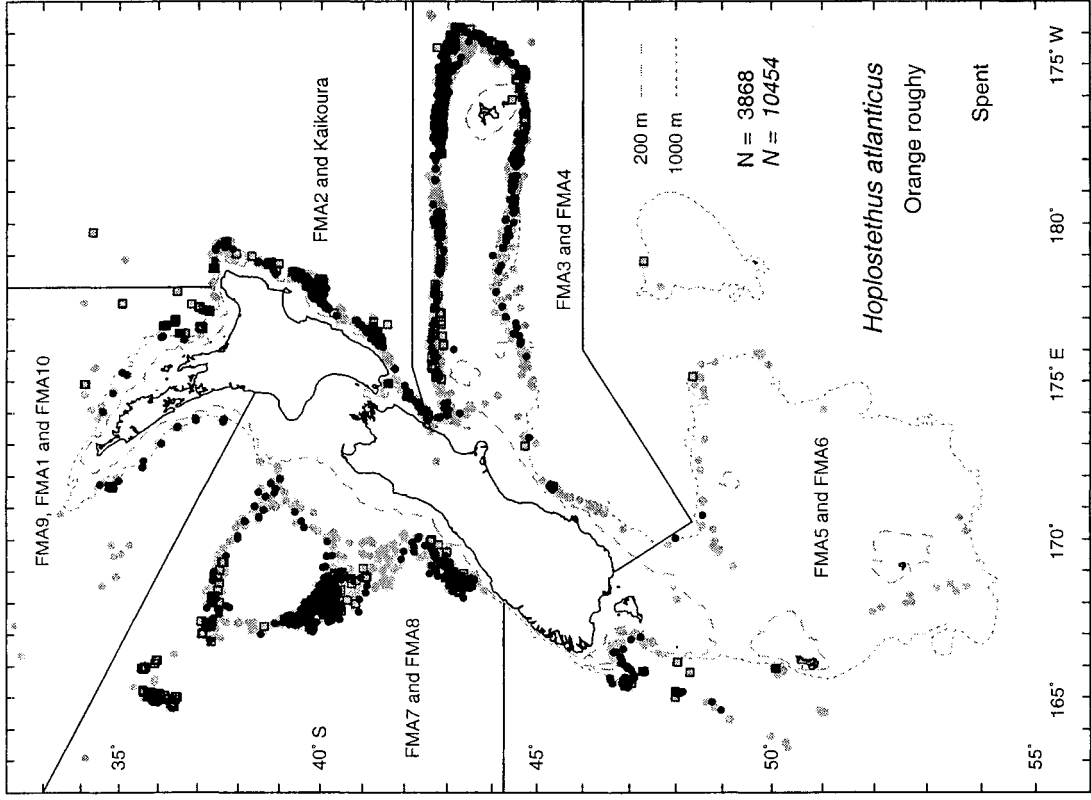 FMA9, FMA1 and FMA10
FMA2 and Kaikoura
FMA7 and FMA8
FMA3 and FMA4
FMA5 and FMA6
200 m
1000 m
N = 3868
N = 10454
Hoplostethus atlanticus
Orange roughy
Spent
35°
40° S
45°
50°
55°
165°
170°
175° E
180°
175° W